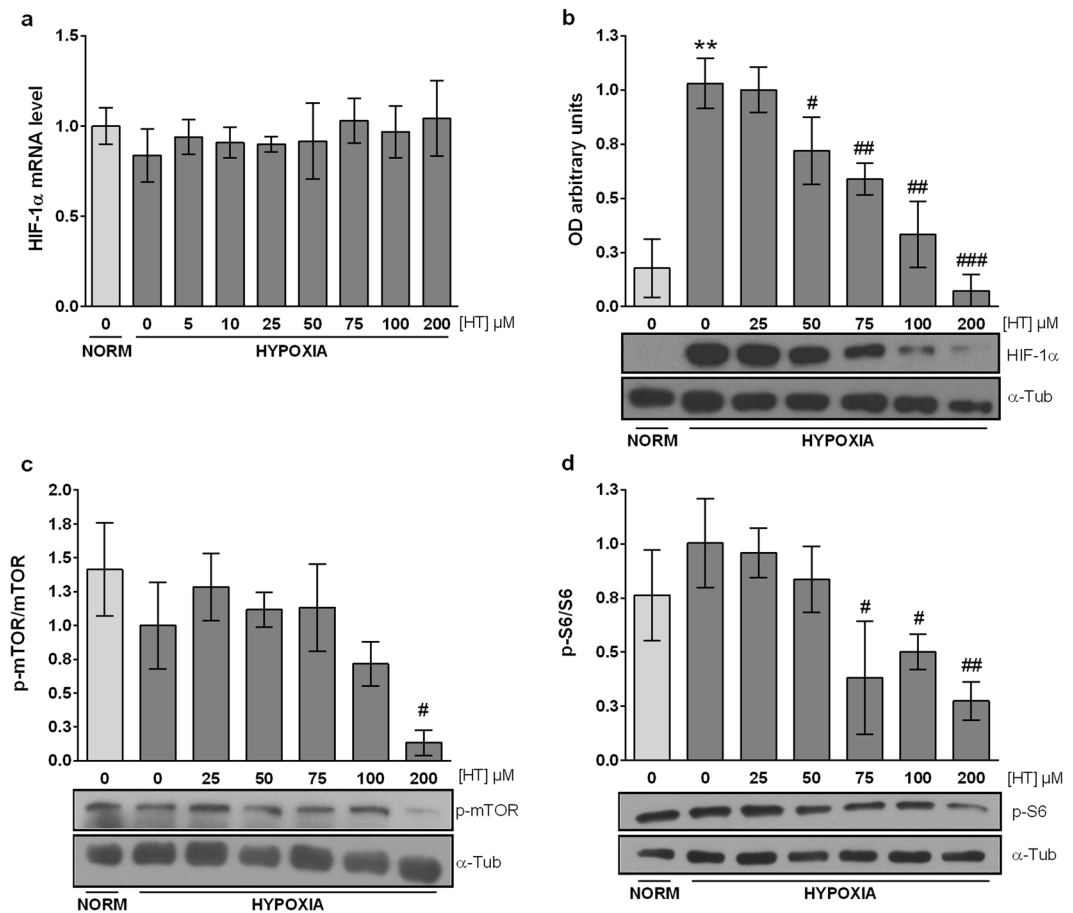 a
HIF-1α mRNA level
1.5
1.0
0.5
0.0
0 0 5 10 25 50 75 100 200 [HT] µM
NORM HYPOXIA
b
OD arbitrary units
1.3
1.0
0.8
0.5
0.3
0.0
** # ## ## ###
0 0 25 50 75 100 200 [HT] µM
HIF-1α
α-Tub
NORM HYPOXIA
c
p-mTOR/mTOR
2.0
1.8
1.5
1.3
1.0
0.8
0.5
0.3
0.0
#
0 0 25 50 75 100 200 [HT] µM
p-mTOR
α-Tub
NORM HYPOXIA
d
p-S6/S6
1.3
1.0
0.8
0.5
0.3
0.0
# # ##
0 0 25 50 75 100 200 [HT] µM
p-S6
α-Tub
NORM HYPOXIA